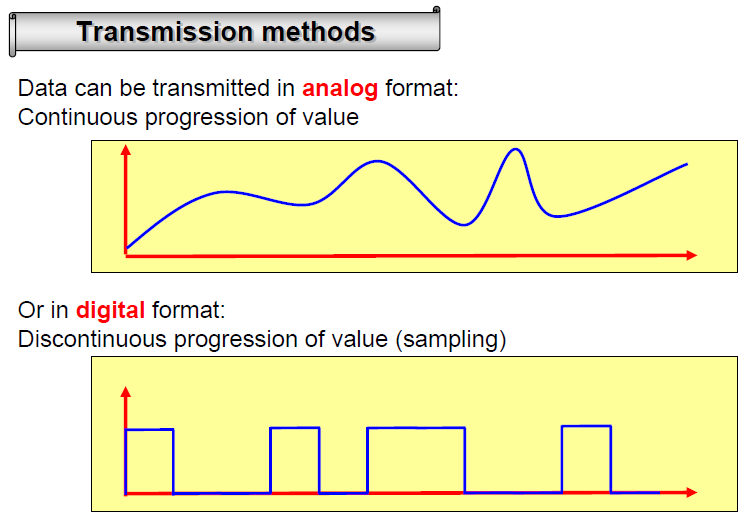 Transmission methods
Data can be transmitted in analog format:
Continuous progression of value
Or in digital format:
Discontinuous progression of value (sampling)